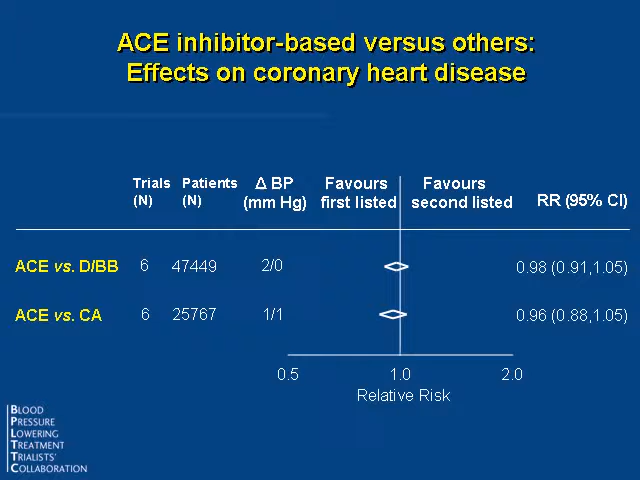 ACE inhibitor-based versus others:
Effects on coronary heart disease
Trials (N) Patients (N) Δ BP (mm Hg) Favours first listed Favours second listed RR (95% CI)
ACE vs. D/BB 6 47449 2/0 0.98 (0.91,1.05)
ACE vs. CA 6 25767 1/1 0.96 (0.88,1.05)
0.5 1.0 2.0
Relative Risk
BLOOD
PRESSURE
LOWERING
TREATMENT
TRIALISTS'
COLLABORATION